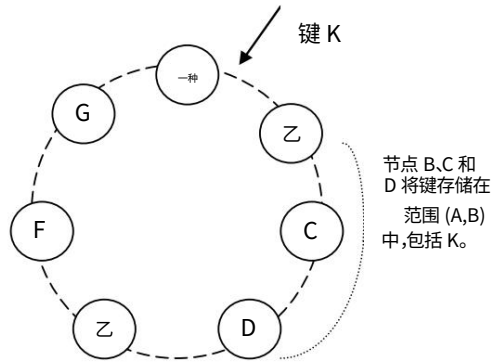 键 K
一种
G
乙
节点 B、C 和
D 将键存储在
范围 (A,B)
中，包括 K。
F
C
乙
D